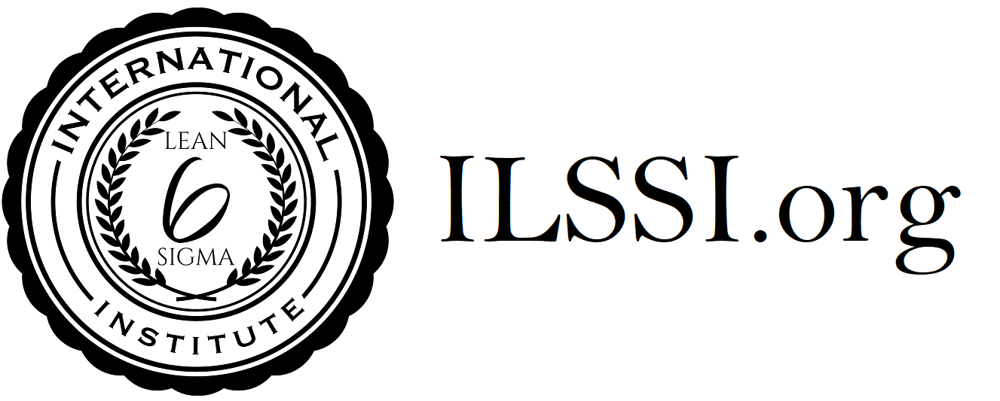 INTERNATIONAL
LEAN
6
SIGMA
INSTITUTE
ILSSI.org